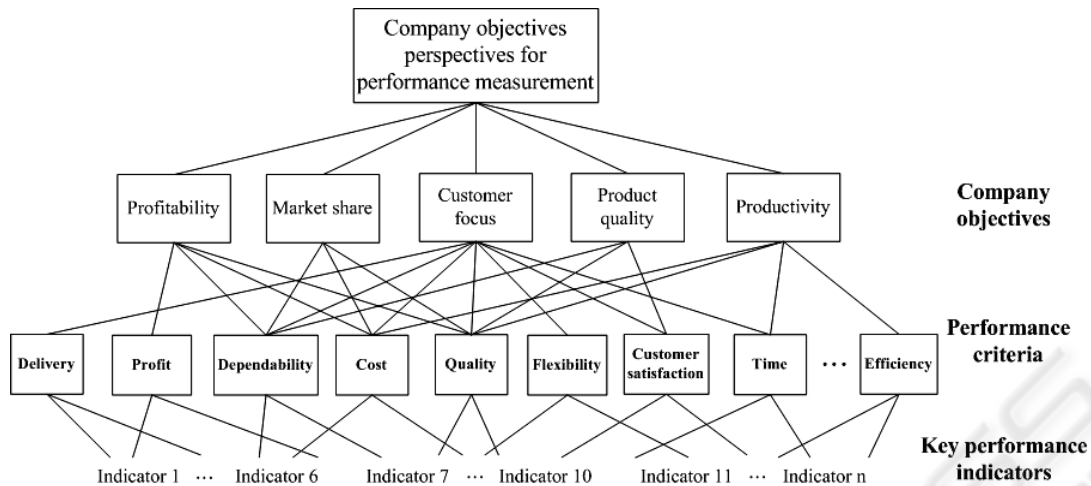 Company objectives
perspectives for
performance measurement
Profitability
Market share
Customer
focus
Product
quality
Productivity
Company
objectives
Delivery
Profit
Dependability
Cost
Quality
Flexibility
Customer
satisfaction
Time
...
Efficiency
Performance
criteria
Indicator 1 ... Indicator 6 Indicator 7 ... Indicator 10 Indicator 11 ... Indicator n
Key performance
indicators